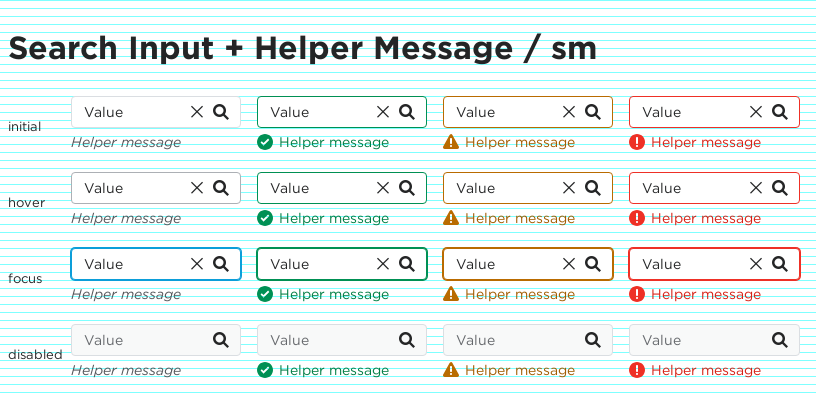 Search Input + Helper Message / sm
initial
Value Value Value Value
Helper message Helper message Helper message Helper message
hover
Value Value Value Value
Helper message Helper message Helper message Helper message
focus
Value Value Value Value
Helper message Helper message Helper message Helper message
disabled
Value Value Value Value
Helper message Helper message Helper message Helper message